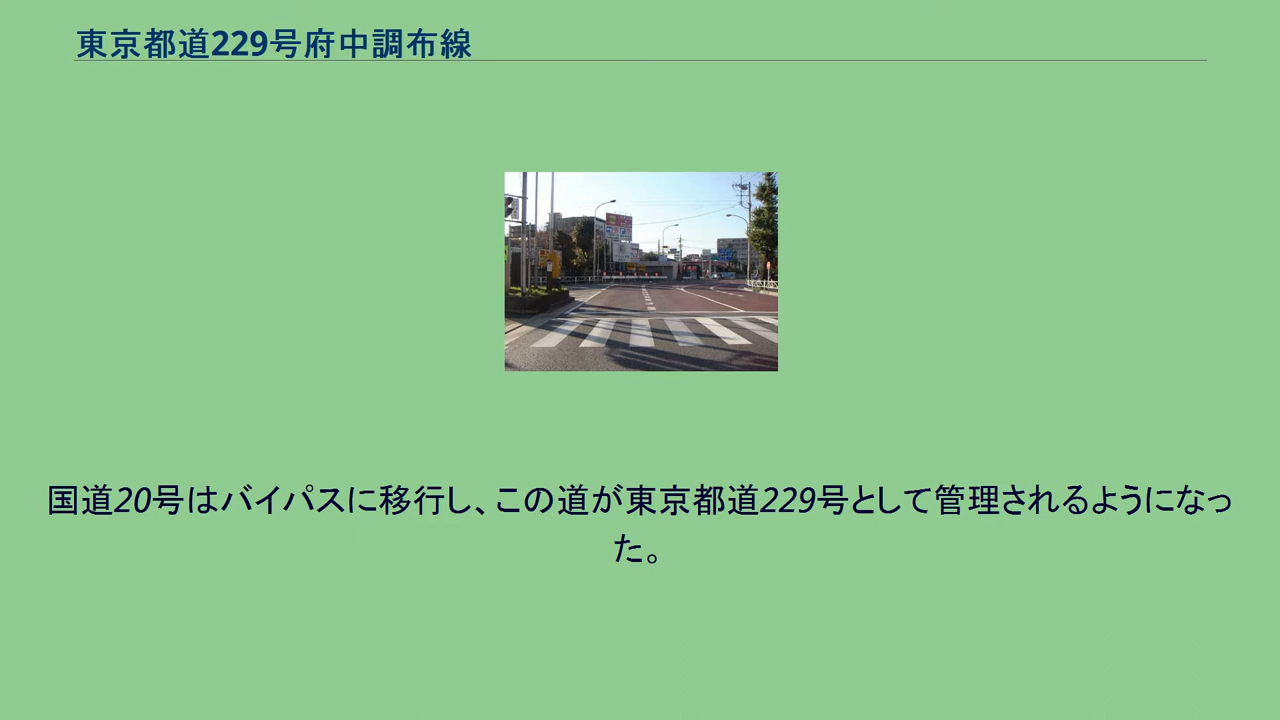 東京都道229号府中調布線
国道20号はバイパスに移行し、この道が東京都道229号として管理されるようになっ
た。